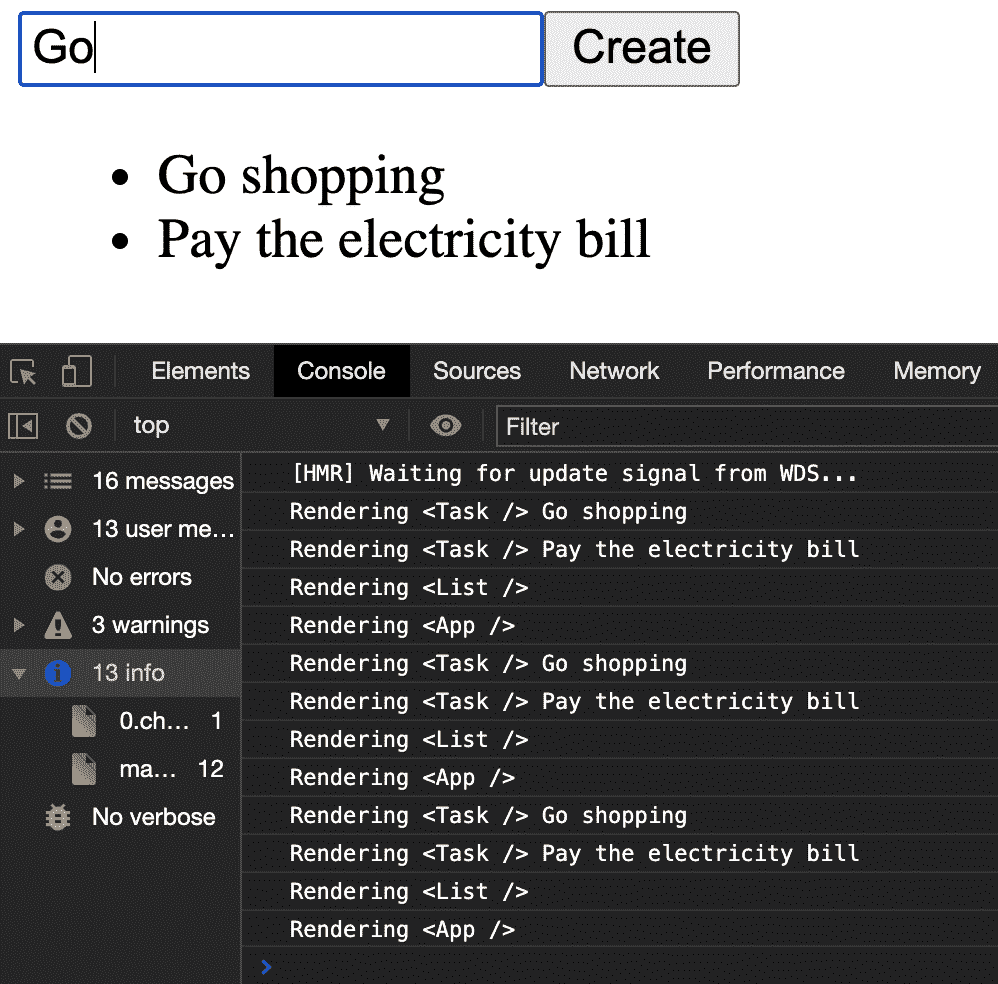 Go Create
Go shopping
Pay the electricity bill
Elements Console Sources Network Performance Memory
top Filter
16 messages
13 user me...
No errors
3 warnings
13 info
0.ch... 1
ma... 12
No verbose
[HMR] Waiting for update signal from WDS...
Rendering <Task /> Go shopping
Rendering <Task /> Pay the electricity bill
Rendering <List />
Rendering <App />
Rendering <Task /> Go shopping
Rendering <Task /> Pay the electricity bill
Rendering <List />
Rendering <App />
Rendering <Task /> Go shopping
Rendering <Task /> Pay the electricity bill
Rendering <List />
Rendering <App />